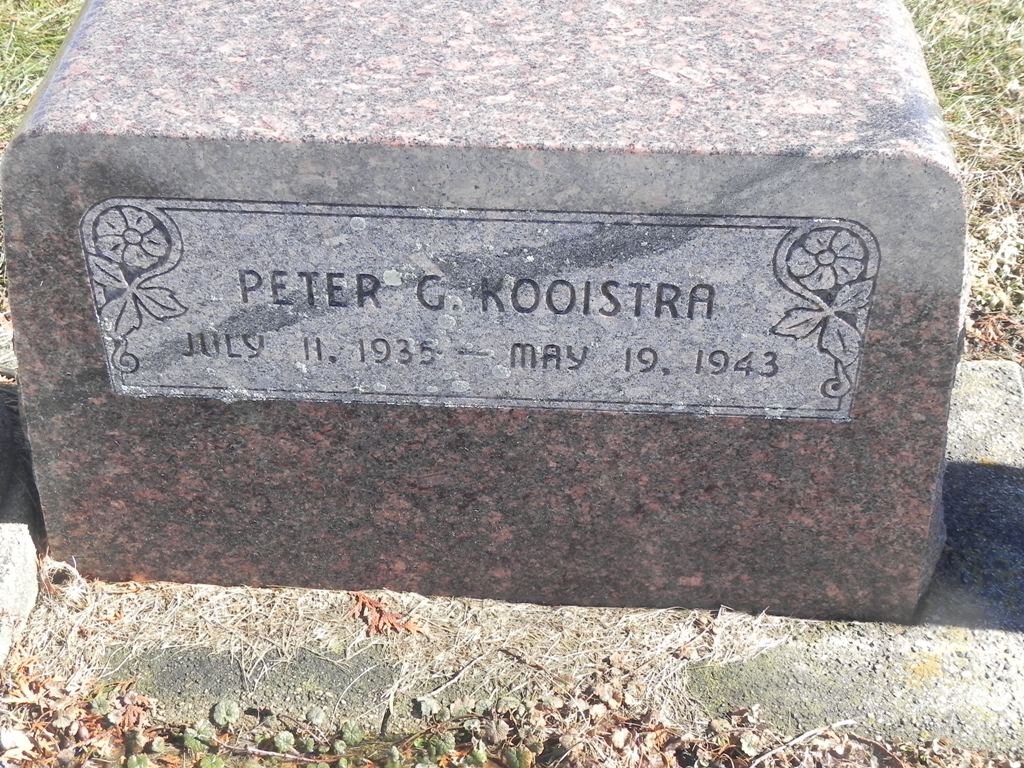 PETER G. KOOISTRA
JULY 11, 1935 — MAY 19, 1943